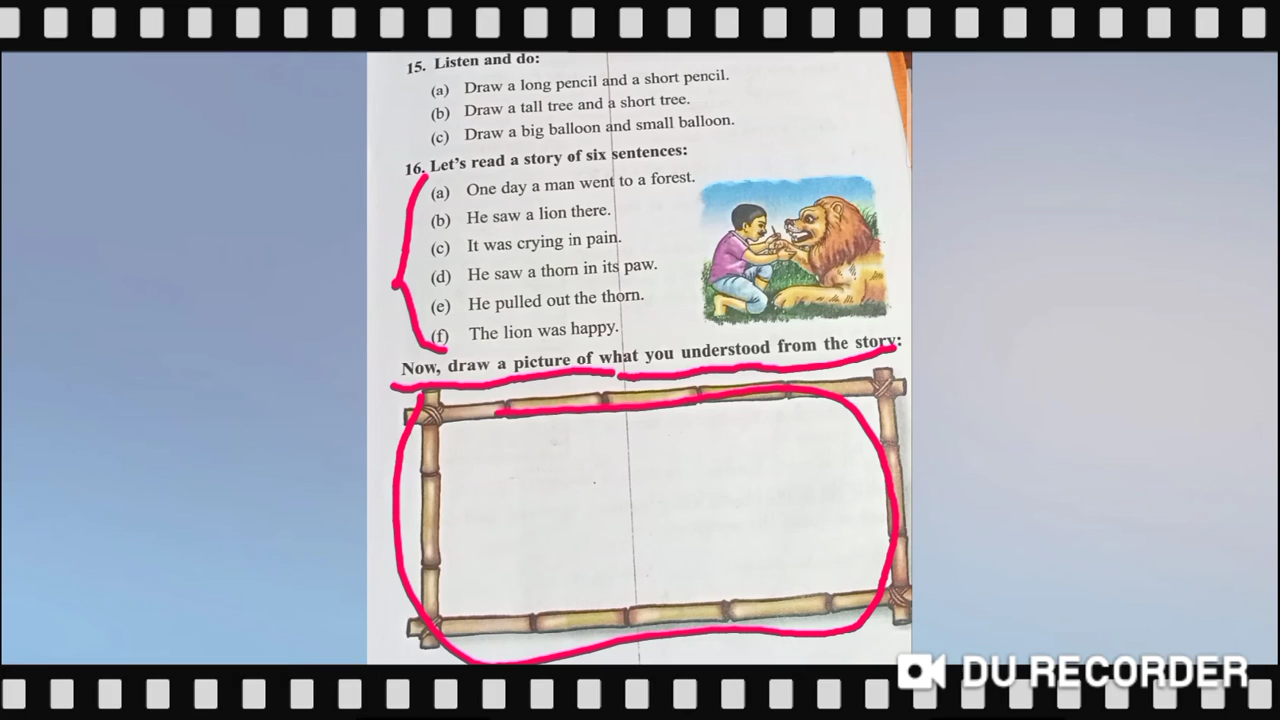 15. Listen and do:
(a) Draw a long pencil and a short pencil.
(b) Draw a tall tree and a short tree.
(c) Draw a big balloon and small balloon.
16. Let's read a story of six sentences:
(a) One day a man went to a forest.
(b) He saw a lion there.
(c) It was crying in pain.
(d) He saw a thorn in its paw.
(e) He pulled out the thorn.
(f) The lion was happy.
Now, draw a picture of what you understood from the story:
DU RECORDER